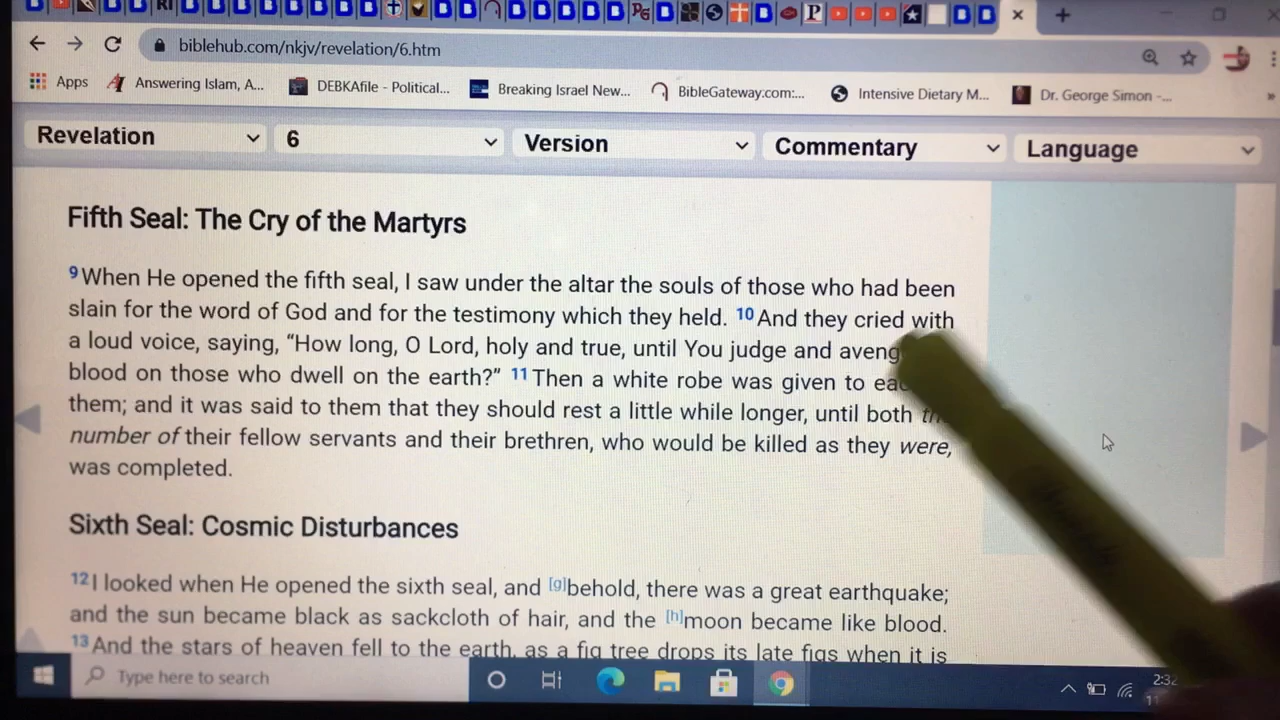 biblehub.com/nkjv/revelation/6.htm
Apps Answering Islam, A... DEBKAfile - Political... Breaking Israel New... BibleGateway.com:... Intensive Dietary M... Dr. George Simon -... »
Revelation 6 Version Commentary Language
Fifth Seal: The Cry of the Martyrs
9 When He opened the fifth seal, I saw under the altar the souls of those who had been
slain for the word of God and for the testimony which they held. 10 And they cried with
a loud voice, saying, “How long, O Lord, holy and true, until You judge and aveng
blood on those who dwell on the earth?” 11 Then a white robe was given to ea
them; and it was said to them that they should rest a little while longer, until both
number of their fellow servants and their brethren, who would be killed as they were,
was completed.
Sixth Seal: Cosmic Disturbances
12 I looked when He opened the sixth seal, and [g]behold, there was a great earthquake;
and the sun became black as sackcloth of hair, and the [h]moon became like blood.
13 And the stars of heaven fell to the earth, as a fig tree drops its late figs when it is
Type here to search
2:32